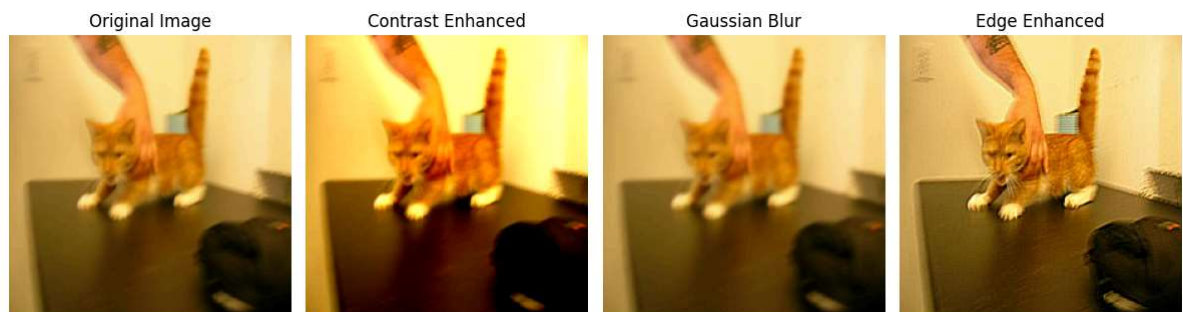 Original Image
Contrast Enhanced
Gaussian Blur
Edge Enhanced